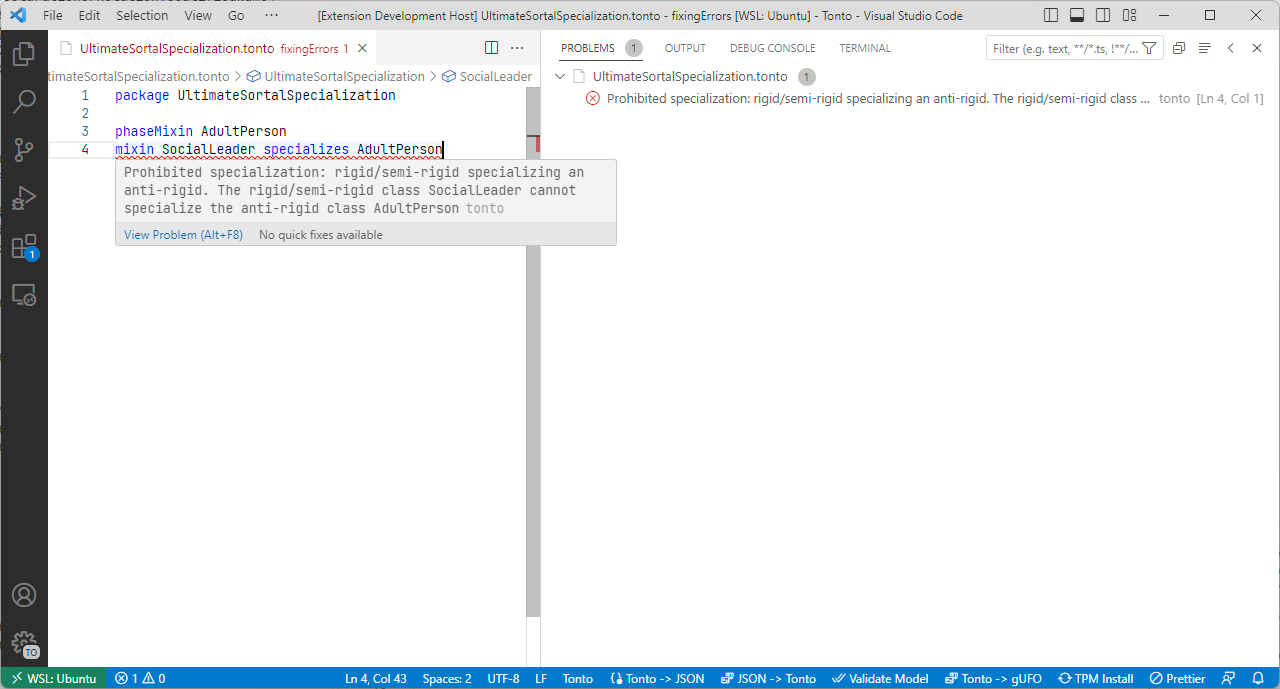 File Edit Selection View Go ··· [Extension Development Host] UltimateSortalSpecialization.tonto - fixingErrors [WSL: Ubuntu] - Tonto - Visual Studio Code
UltimateSortalSpecialization.tonto fixingErrors 1
timateSortalSpecialization.tonto > UltimateSortalSpecialization > SocialLeader
1 package UltimateSortalSpecialization
2
3 phaseMixin AdultPerson
4 mixin SocialLeader specializes AdultPerson
Prohibited specialization: rigid/semi-rigid specializing an
anti-rigid. The rigid/semi-rigid class SocialLeader cannot
specialize the anti-rigid class AdultPerson tonto
View Problem (Alt+F8) No quick fixes available
PROBLEMS 1 OUTPUT DEBUG CONSOLE TERMINAL Filter (e.g. text, **/*.ts, !**/...
UltimateSortalSpecialization.tonto 1
Prohibited specialization: rigid/semi-rigid specializing an anti-rigid. The rigid/semi-rigid class ... tonto [Ln 4, Col 1]
1
TO
WSL: Ubuntu 1 0 Ln 4, Col 43 Spaces: 2 UTF-8 LF Tonto Tonto -> JSON JSON -> Tonto Validate Model Tonto -> gUFO TPM Install Prettier